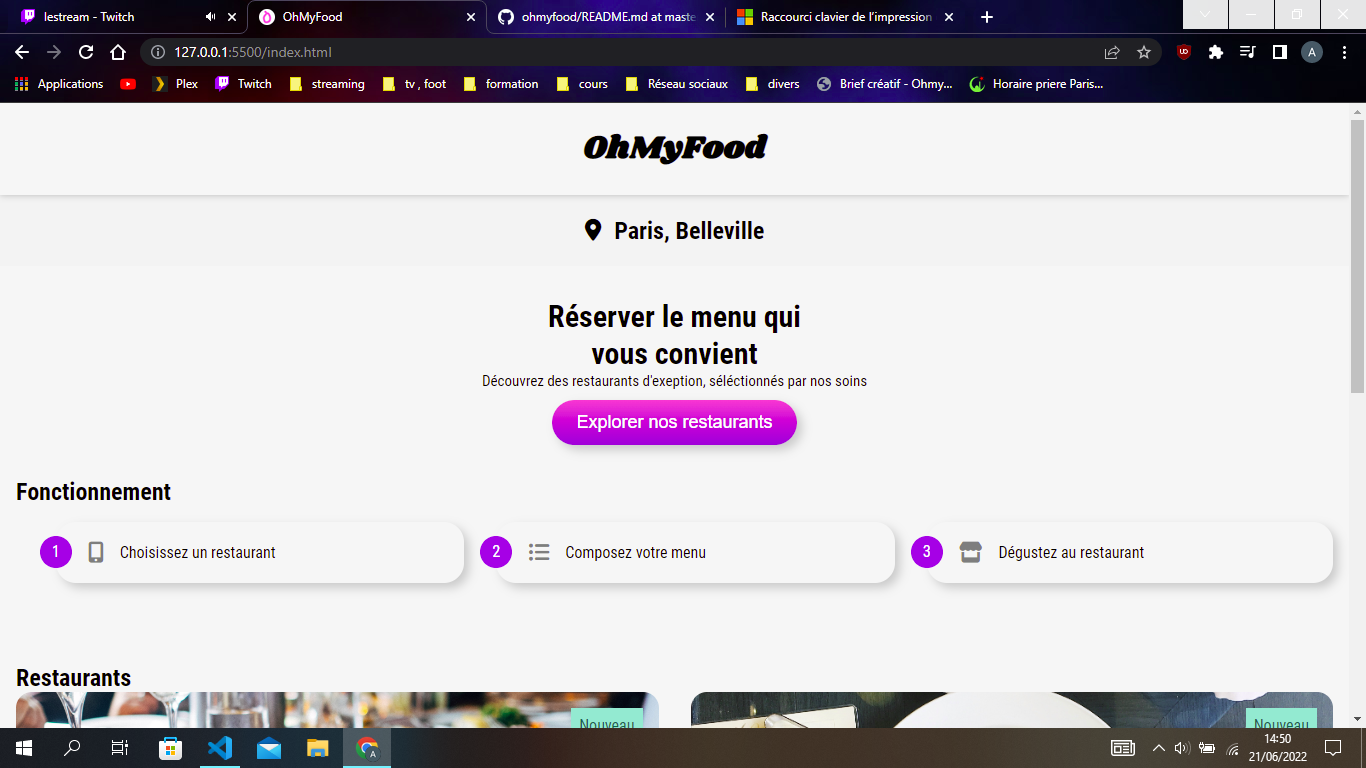 lestream - Twitch
OhMyFood
ohmyfood/README.md at maste
Raccourci clavier de l'impression
127.0.0.1:5500/index.html
UD
A
Applications
Plex
Twitch
streaming
tv , foot
formation
cours
Réseau sociaux
divers
Brief créatif - Ohmy...
Horaire priere Paris...
OhMyFood
Paris, Belleville
Réserver le menu qui
vous convient
Découvrez des restaurants d'exeption, séléctionnés par nos soins
Explorer nos restaurants
Fonctionnement
1 Choisissez un restaurant
2 Composez votre menu
3 Dégustez au restaurant
Restaurants
Nouveau
Nouveau
A
14:50
21/06/2022